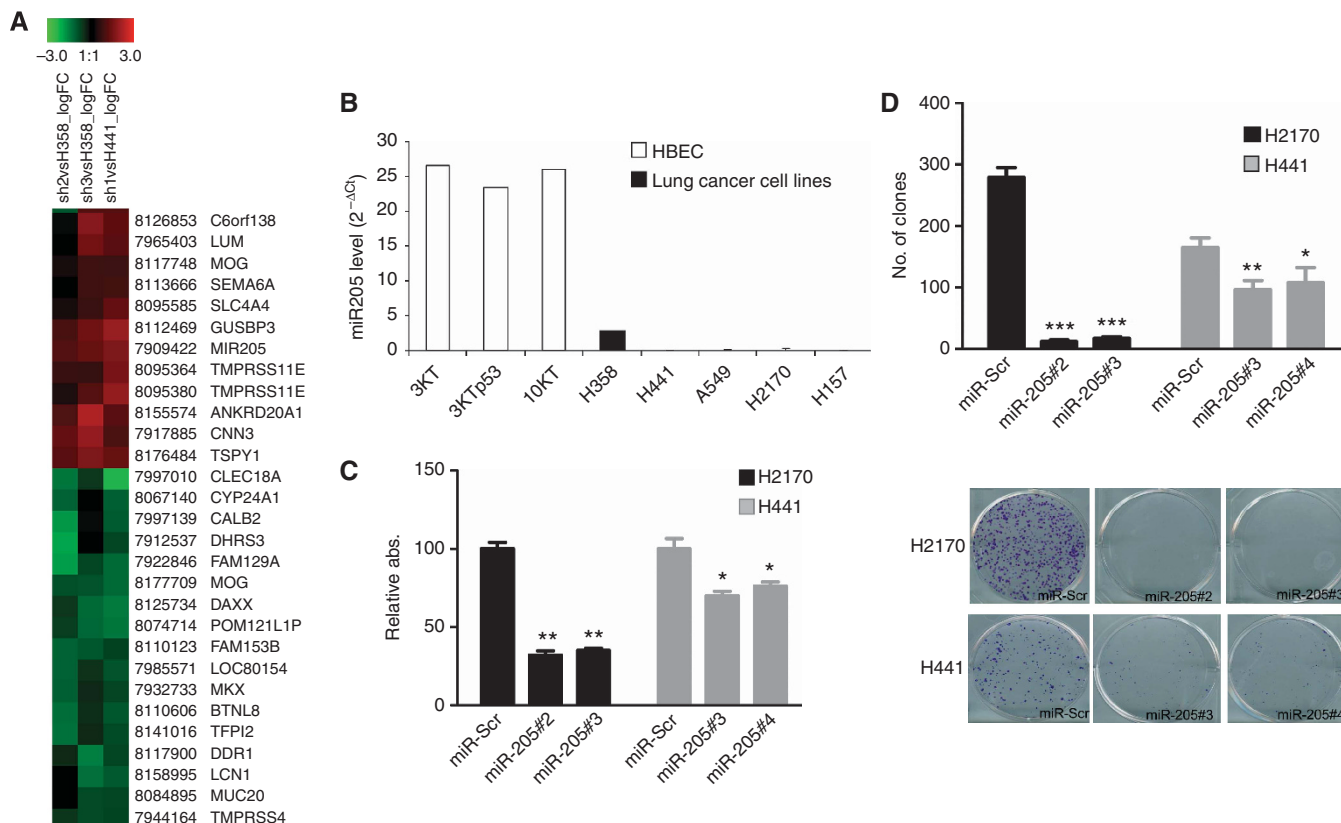 A
−3.0 1:1 3.0
sh2vsH358_logFC
sh3vsH358_logFC
sh1vsH441_logFC
8126853 C6orf138
7965403 LUM
8117748 MOG
8113666 SEMA6A
8095585 SLC4A4
8112469 GUSBP3
7909422 MIR205
8095364 TMPRSS11E
8095380 TMPRSS11E
8155574 ANKRD20A1
7917885 CNN3
8176484 TSPY1
7997010 CLEC18A
8067140 CYP24A1
7997139 CALB2
7912537 DHRS3
7922846 FAM129A
8177709 MOG
8125734 DAXX
8074714 POM121L1P
8110123 FAM153B
7985571 LOC80154
7932733 MKX
8110606 BTNL8
8141016 TFPI2
8117900 DDR1
8158995 LCN1
8084895 MUC20
7944164 TMPRSS4
B
miR205 level (2−ΔCt)
30
25
20
15
10
5
0
HBEC
Lung cancer cell lines
3KT
3KTp53
10KT
H358
H441
A549
H2170
H157
C
Relative abs.
150
100
50
0
H2170
H441
** ** * *
miR-Scr
miR-205#2
miR-205#3
miR-Scr
miR-205#3
miR-205#4
D
No. of clones
400
300
200
100
0
H2170
H441
*** *** ** *
miR-Scr
miR-205#2
miR-205#3
miR-Scr
miR-205#3
miR-205#4
H2170
miR-Scr miR-205#2 miR-205#3
H441
miR-Scr miR-205#3 miR-205#4